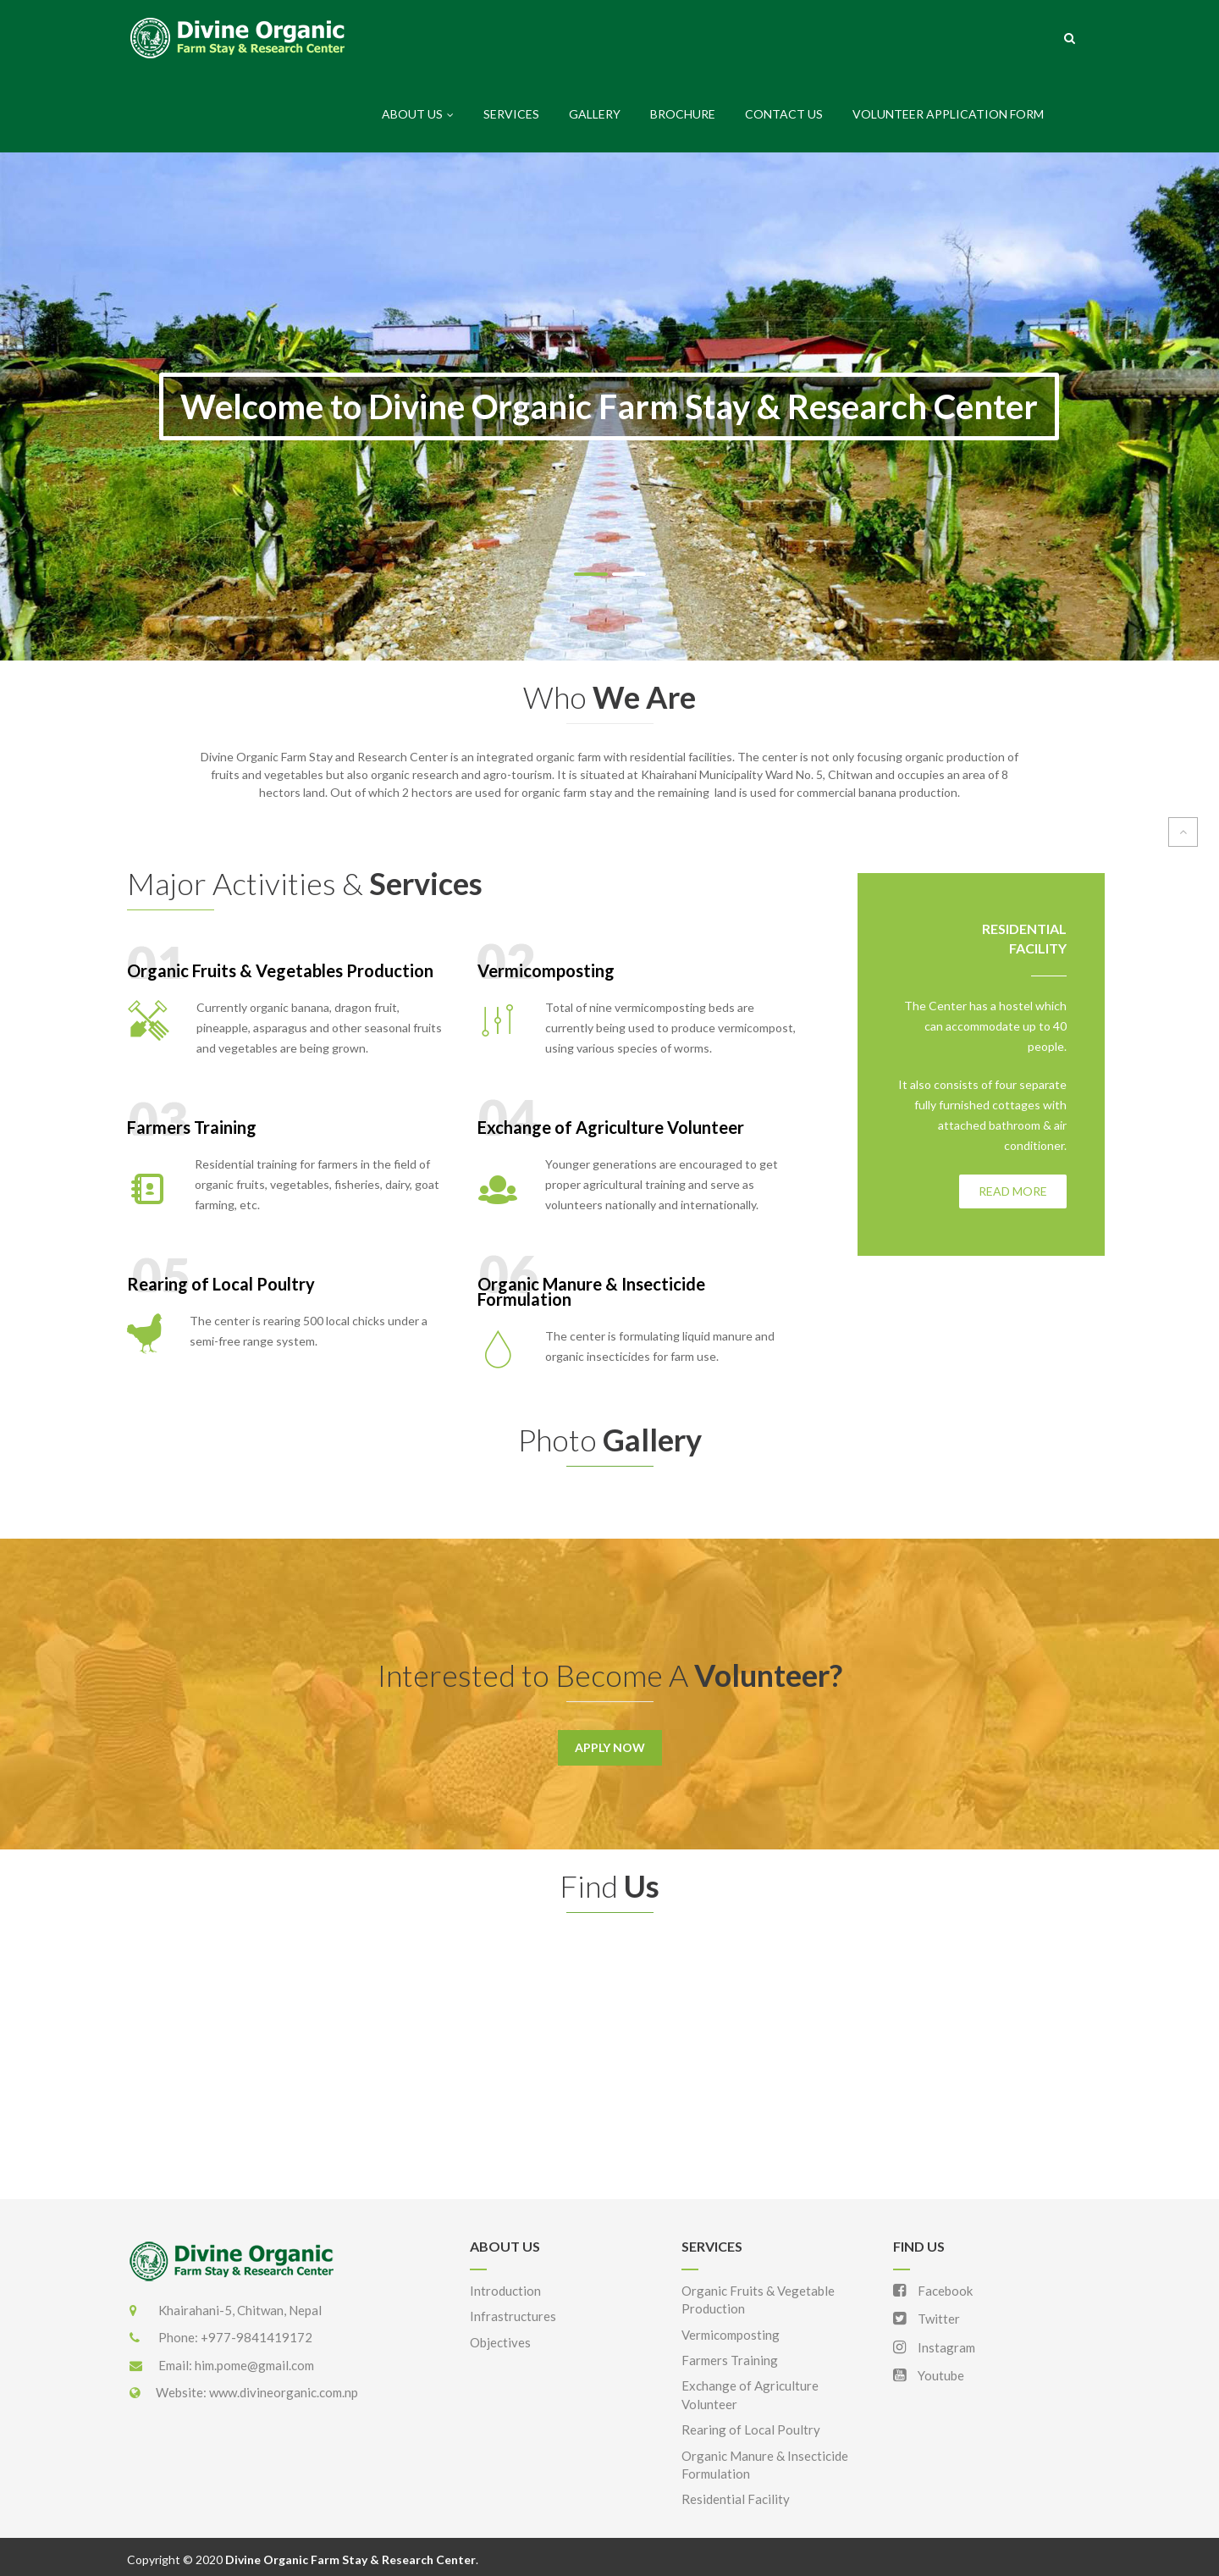 Divine Organic
Farm Stay & Research Center
ABOUT US
SERVICES
GALLERY
BROCHURE
CONTACT US
VOLUNTEER APPLICATION FORM
Welcome to Divine Organic Farm Stay & Research Center
Who We Are
Divine Organic Farm Stay and Research Center is an integrated organic farm with residential facilities. The center is not only focusing organic production of
fruits and vegetables but also organic research and agro-tourism. It is situated at Khairahani Municipality Ward No. 5, Chitwan and occupies an area of 8
hectors land. Out of which 2 hectors are used for organic farm stay and the remaining land is used for commercial banana production.
Major Activities & Services
01
Organic Fruits & Vegetables Production
Currently organic banana, dragon fruit,
pineapple, asparagus and other seasonal fruits
and vegetables are being grown.
02
Vermicomposting
Total of nine vermicomposting beds are
currently being used to produce vermicompost,
using various species of worms.
03
Farmers Training
Residential training for farmers in the field of
organic fruits, vegetables, fisheries, dairy, goat
farming, etc.
04
Exchange of Agriculture Volunteer
Younger generations are encouraged to get
proper agricultural training and serve as
volunteers nationally and internationally.
05
Rearing of Local Poultry
The center is rearing 500 local chicks under a
semi-free range system.
06
Organic Manure & Insecticide
Formulation
The center is formulating liquid manure and
organic insecticides for farm use.
RESIDENTIAL
FACILITY
The Center has a hostel which
can accommodate up to 40
people.
It also consists of four separate
fully furnished cottages with
attached bathroom & air
conditioner.
READ MORE
Photo Gallery
Interested to Become A Volunteer?
APPLY NOW
Find Us
Divine Organic
Farm Stay & Research Center
Khairahani-5, Chitwan, Nepal
Phone: +977-9841419172
Email: him.pome@gmail.com
Website: www.divineorganic.com.np
ABOUT US
Introduction
Infrastructures
Objectives
SERVICES
Organic Fruits & Vegetable
Production
Vermicomposting
Farmers Training
Exchange of Agriculture
Volunteer
Rearing of Local Poultry
Organic Manure & Insecticide
Formulation
Residential Facility
FIND US
Facebook
Twitter
Instagram
Youtube
Copyright © 2020 Divine Organic Farm Stay & Research Center.